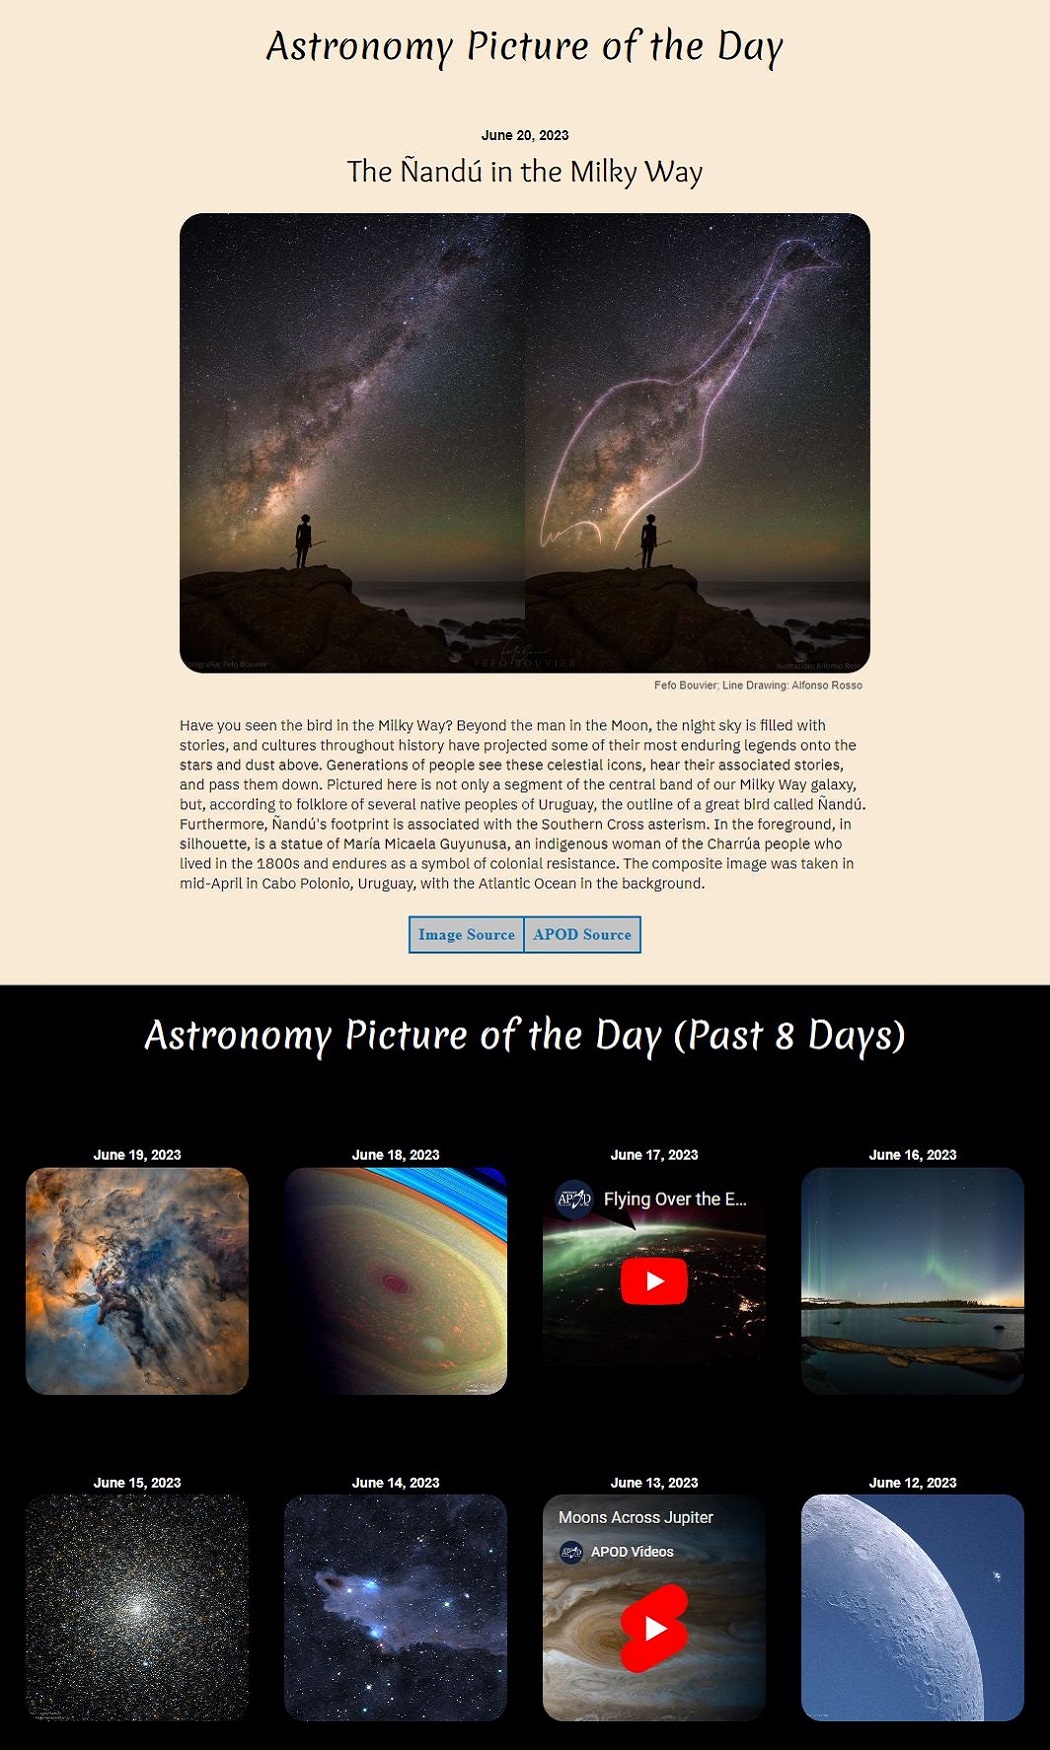 Astronomy Picture of the Day
June 20, 2023
The Ñandú in the Milky Way
FEFO BOUVIER
Fefo Bouvier; Line Drawing: Alfonso Rosso
Have you seen the bird in the Milky Way? Beyond the man in the Moon, the night sky is filled with
stories, and cultures throughout history have projected some of their most enduring legends onto the
stars and dust above. Generations of people see these celestial icons, hear their associated stories,
and pass them down. Pictured here is not only a segment of the central band of our Milky Way galaxy,
but, according to folklore of several native peoples of Uruguay, the outline of a great bird called Ñandú.
Furthermore, Ñandú's footprint is associated with the Southern Cross asterism. In the foreground, in
silhouette, is a statue of María Micaela Guyunusa, an indigenous woman of the Charrúa people who
lived in the 1800s and endures as a symbol of colonial resistance. The composite image was taken in
mid-April in Cabo Polonio, Uruguay, with the Atlantic Ocean in the background.
Image Source
APOD Source
Astronomy Picture of the Day (Past 8 Days)
June 19, 2023
June 18, 2023
June 17, 2023
June 16, 2023
APOD
Flying Over the E...
June 15, 2023
June 14, 2023
June 13, 2023
June 12, 2023
Moons Across Jupiter
APOD Videos